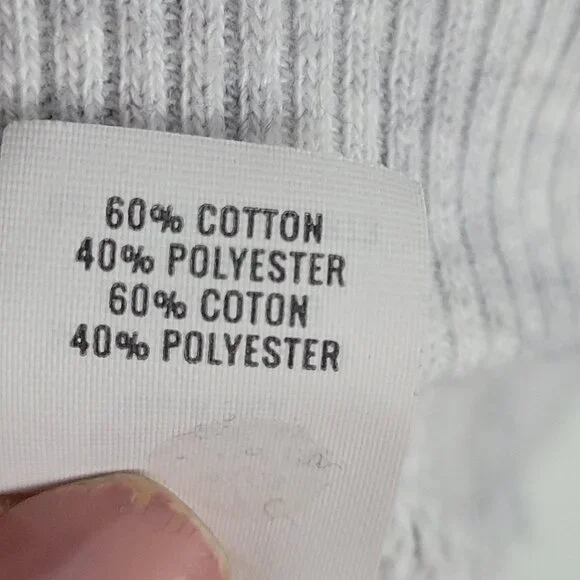 60% COTTON
40% POLYESTER
60% COTON
40% POLYESTER